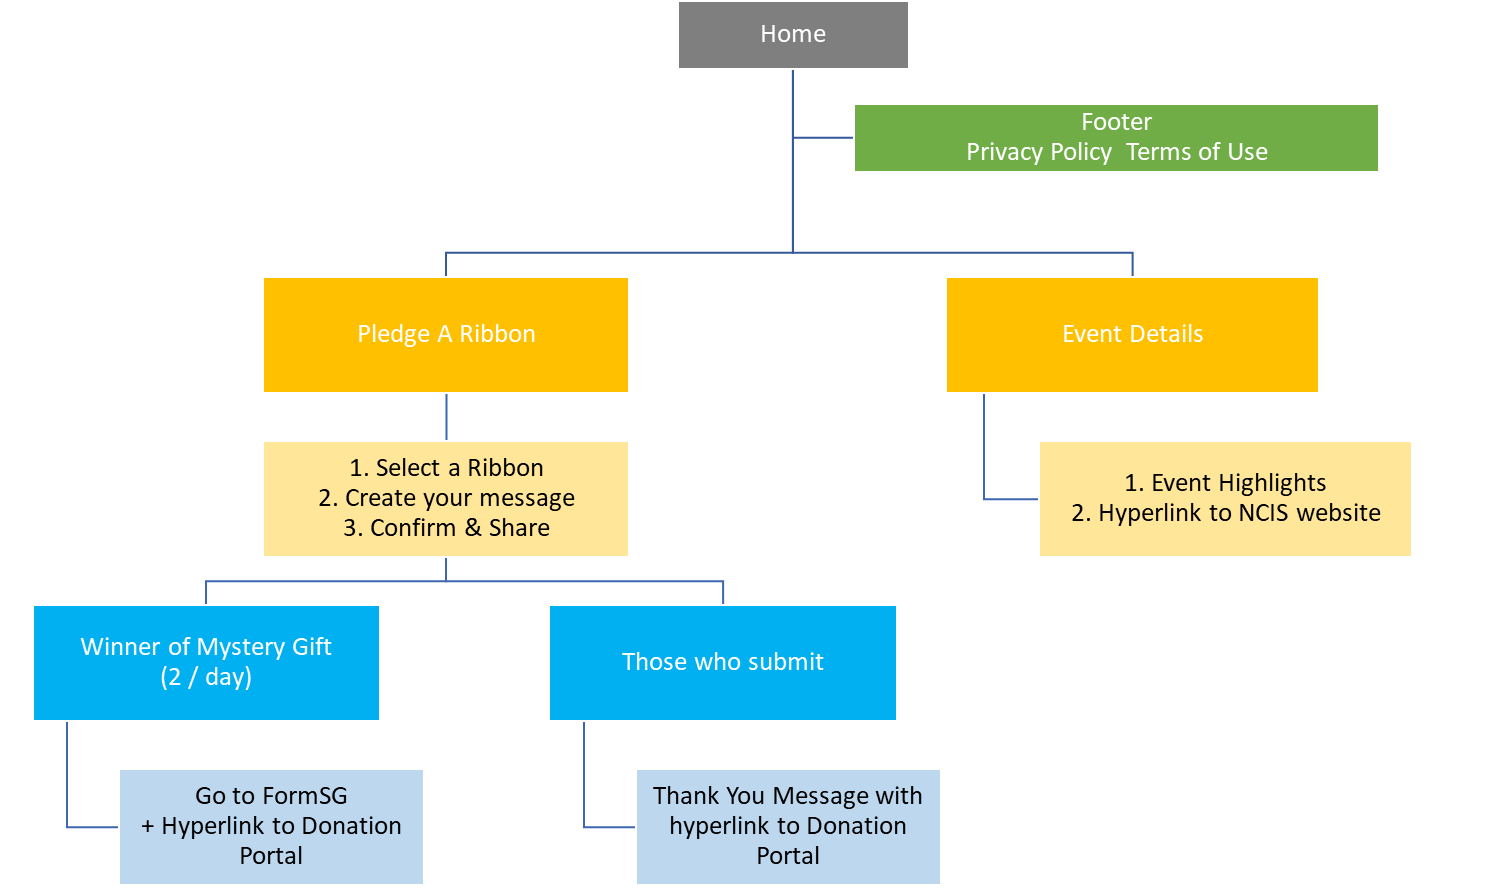 Home
Footer
Privacy Policy  Terms of Use
Pledge A Ribbon
Event Details
1. Select a Ribbon
2. Create your message
3. Confirm & Share
1. Event Highlights
2. Hyperlink to NCIS website
Winner of Mystery Gift
(2 / day)
Those who submit
Go to FormSG
+ Hyperlink to Donation
Portal
Thank You Message with
hyperlink to Donation
Portal